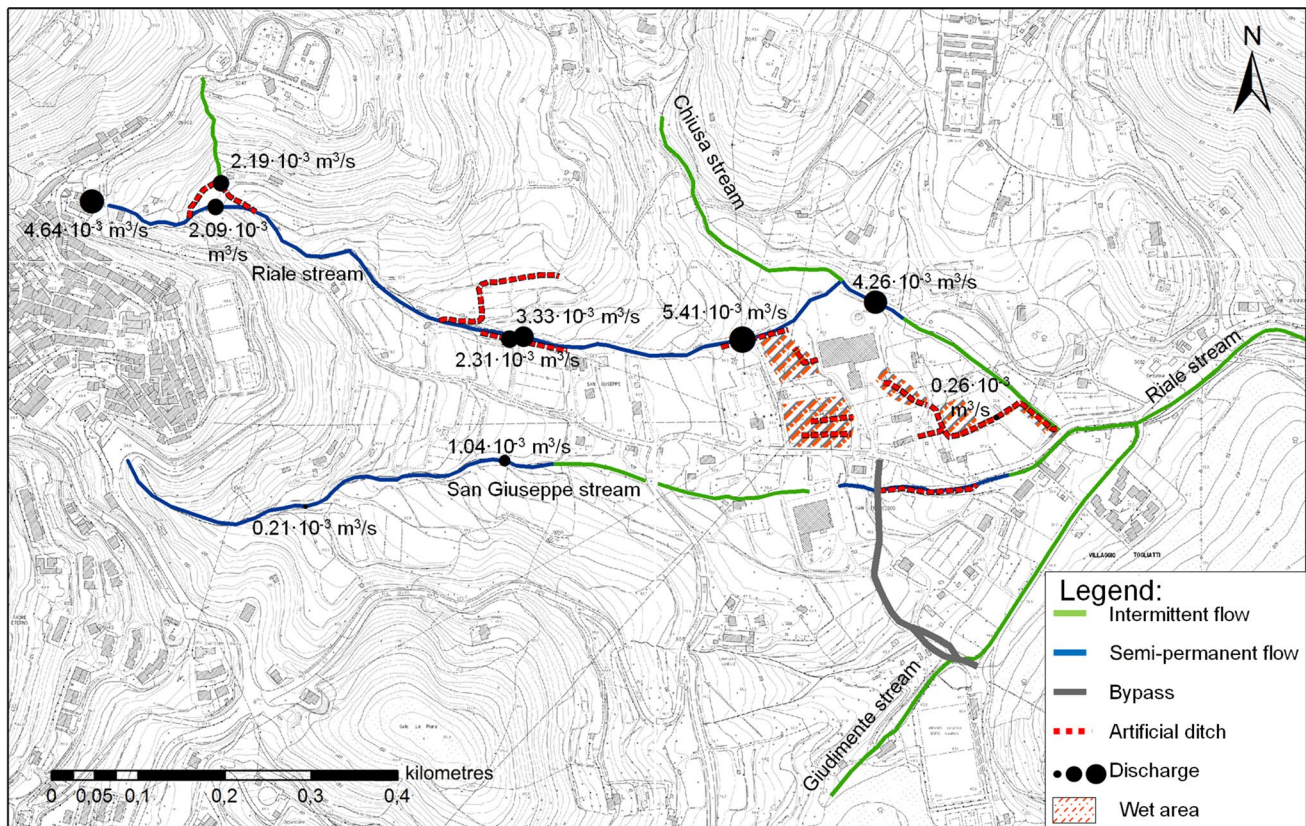 N
Chiusa stream
2.19·10⁻³ m³/s
4.64·10⁻³ m³/s
2.09·10⁻³
m³/s
Riale stream
4.26·10⁻³ m³/s
3.33·10⁻³ m³/s
5.41·10⁻³ m³/s
2.31·10⁻³ m³/s
Riale stream
SAN GIUSEPPE
0.26·10⁻³
m³/s
1.04·10⁻³ m³/s
San Giuseppe stream
0.21·10⁻³ m³/s
VILLAGGIO TOGLIATTI
Giudimente stream
kilometres
0 0,05 0,1 0,2 0,3 0,4
Legend:
Intermittent flow
Semi-permanent flow
Bypass
Artificial ditch
Discharge
Wet area